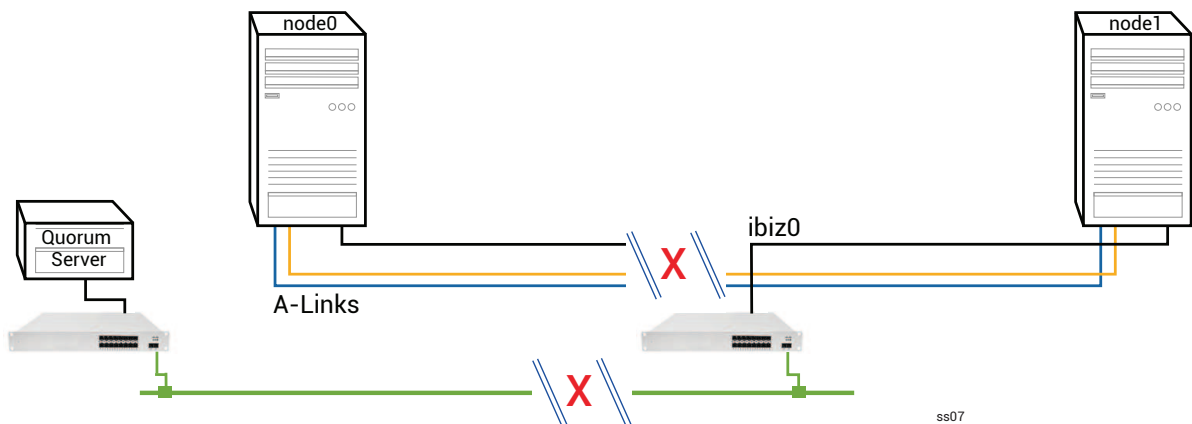 node0
node1
Quorum
Server
ibiz0
X
A-Links
X
ss07